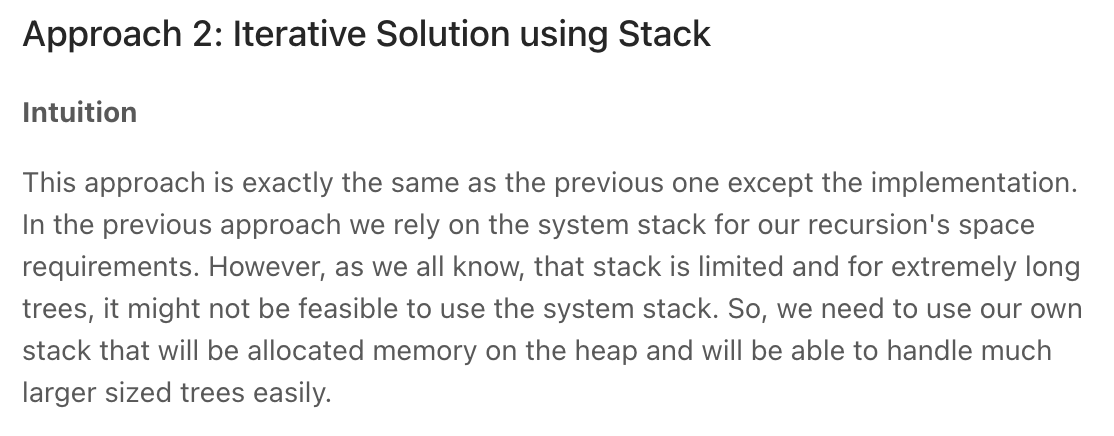 Approach 2: Iterative Solution using Stack
Intuition
This approach is exactly the same as the previous one except the implementation.
In the previous approach we rely on the system stack for our recursion's space
requirements. However, as we all know, that stack is limited and for extremely long
trees, it might not be feasible to use the system stack. So, we need to use our own
stack that will be allocated memory on the heap and will be able to handle much
larger sized trees easily.